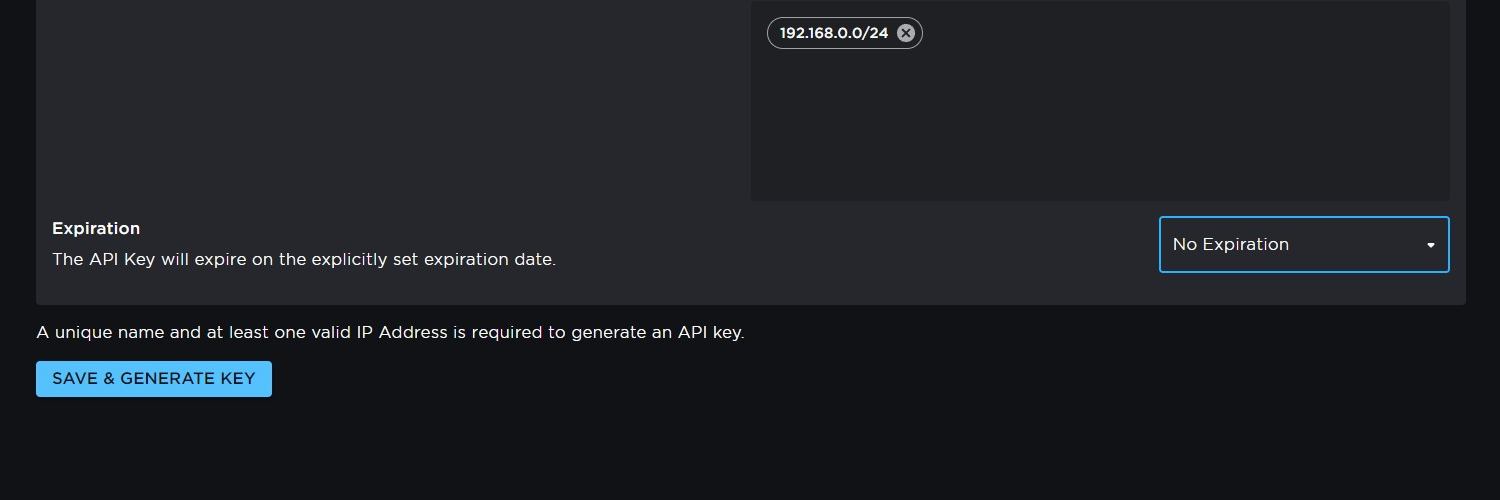 192.168.0.0/24
Expiration
The API Key will expire on the explicitly set expiration date.
No Expiration
A unique name and at least one valid IP Address is required to generate an API key.
SAVE & GENERATE KEY